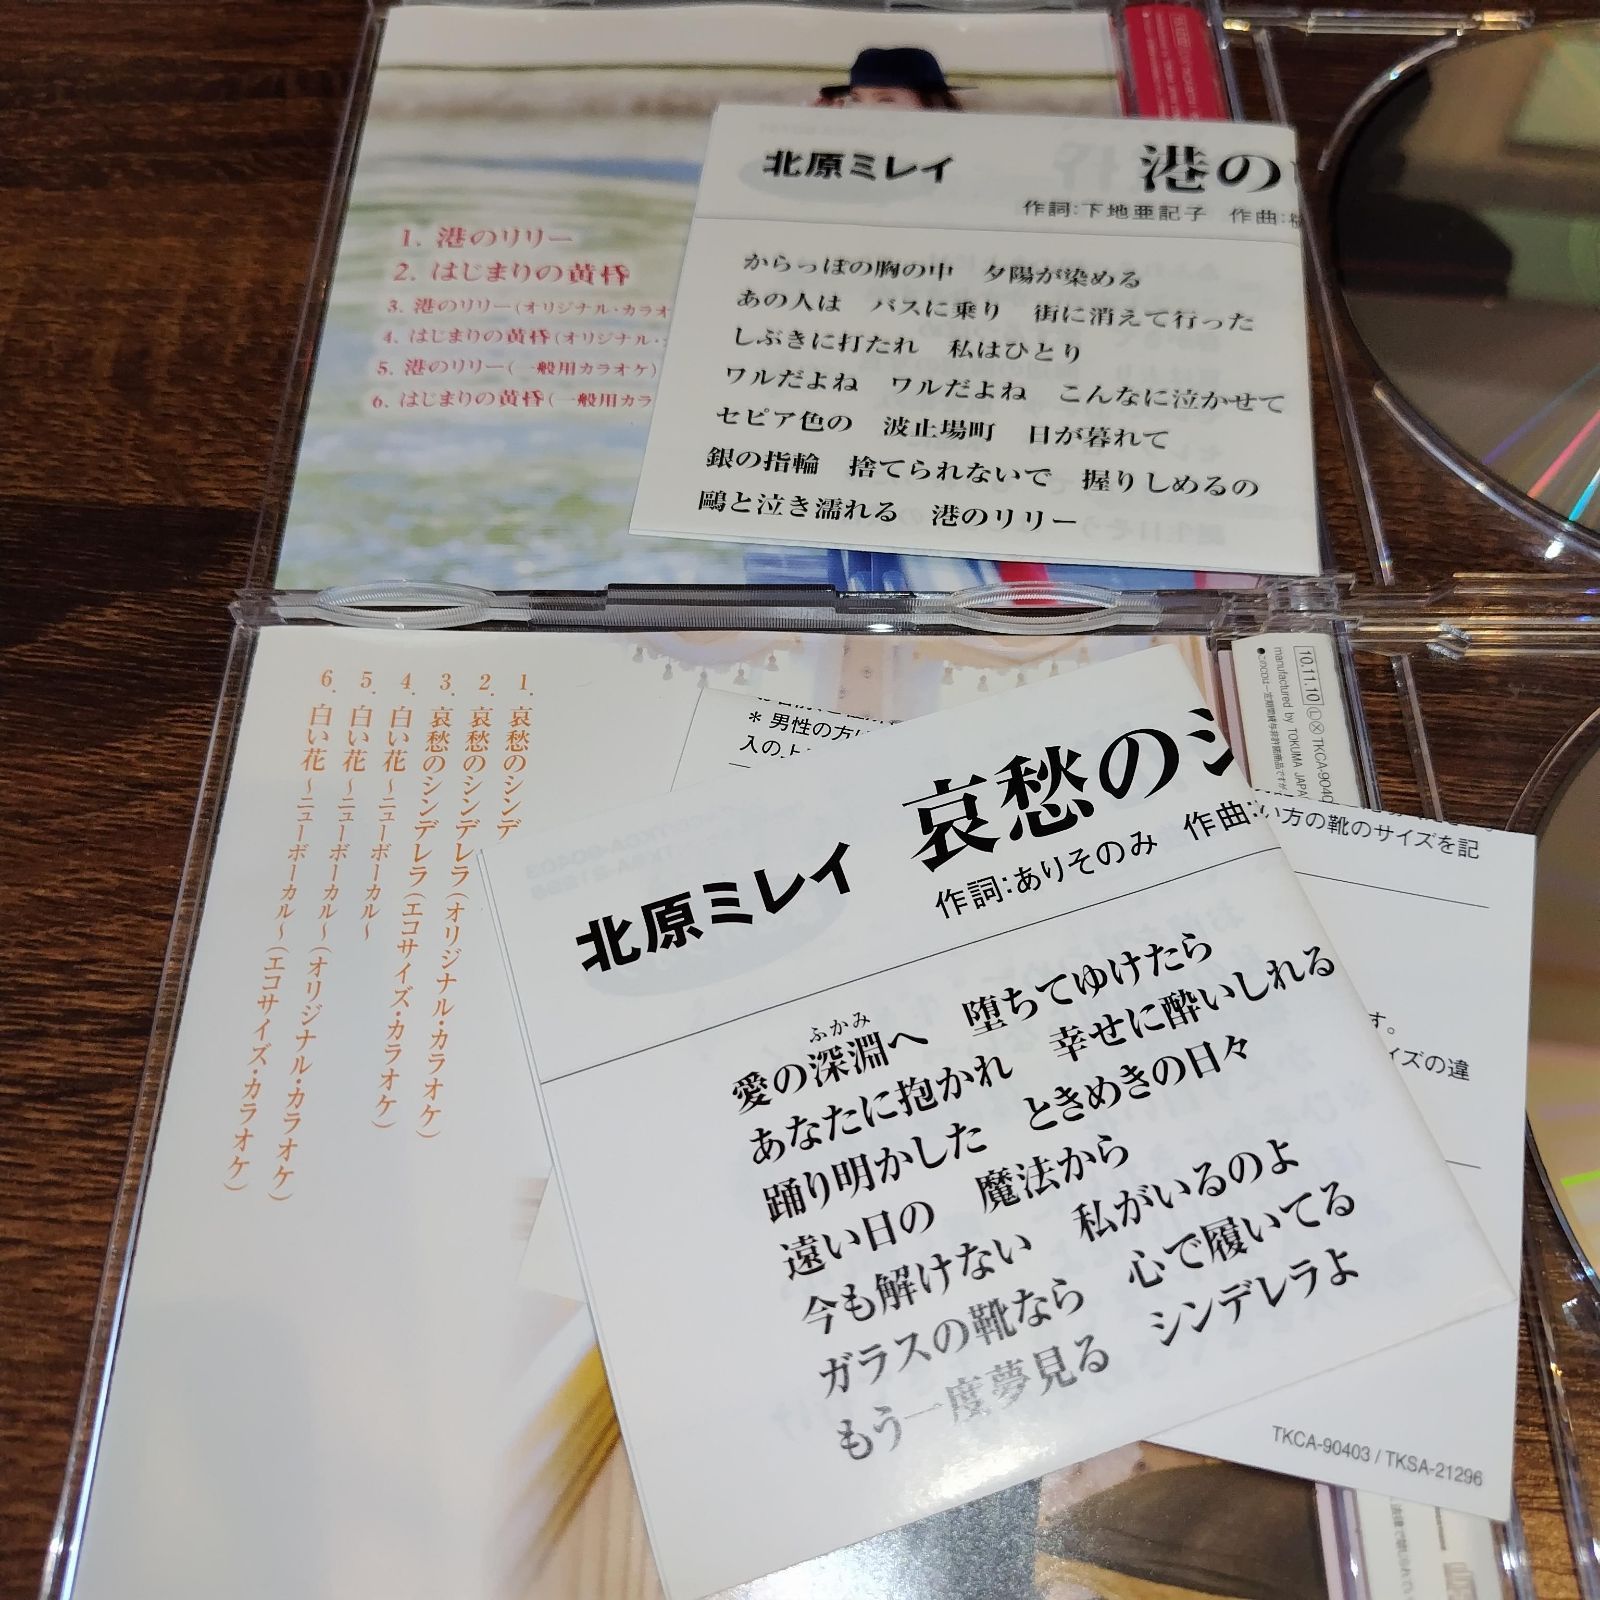 1. 港のリリー
2. はじまりの黄昏
3. 港のリリー(オリジナル・カラオ
4. はじまりの黄昏(オリジナル・
5. 港のリリー(一般用カラオケ)
6. はじまりの黄昏(一般用カラ
北原ミレイ 港の
作詞:下地亜記子 作曲:
からっぽの胸の中 夕陽が染める
あの人は バスに乗り 街に消えて行った
しぶきに打たれ 私はひとり
ワルだよね ワルだよね こんなに泣かせて
セピア色の 波止場町 日が暮れて
銀の指輪 捨てられないで 握りしめるの
鷗と泣き濡れる 港のリリー
1. 哀愁のシンデ
2. 哀愁のシンデレラ(オリジナル・カラオケ)
3. 哀愁のシンデレラ(エコサイズ・カラオケ)
4. 白い花～ニューボーカル～
5. 白い花～ニューボーカル～(オリジナル・カラオケ)
6. 白い花～ニューボーカル～(エコサイズ・カラオケ)
10.11.10 TKCA-9040
manufactured by TOKUMA JAPA
＊男性の方は
北原ミレイ 哀愁のシ
作詞:ありそのみ 作曲:
愛の深淵へ 堕ちてゆけたら
ふかみ
あなたに抱かれ 幸せに酔いしれる
踊り明かした ときめきの日々
遠い日の 魔法から
今も解けない 私がいるのよ
ガラスの靴なら 心で履いてる
もう一度夢見る シンデレラよ
い方の靴のサイズを記
す。
イズの違
TKCA-90403 / TKSA-21296